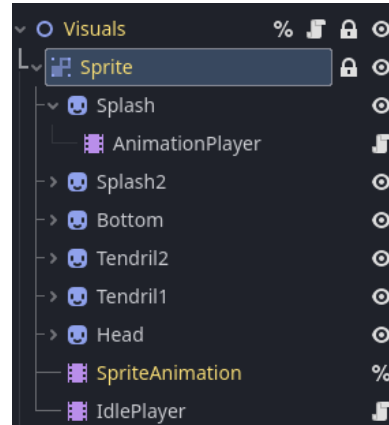 Visuals %
Sprite
Splash
AnimationPlayer
Splash2
Bottom
Tendril2
Tendril1
Head
SpriteAnimation %
IdlePlayer